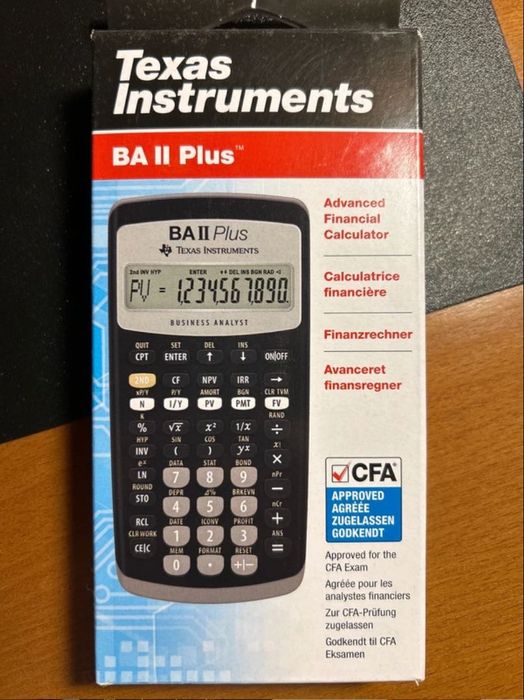 Texas
Instruments
BA II Plus™
Advanced
Financial
Calculator
Calculatrice
financière
Finanzrechner
Avanceret
finansregner
BA II Plus
TEXAS INSTRUMENTS
2nd INV HYP ENTER ↑↓ DEL INS BGN RAD ◁
PV = 1,234,567,890.
BUSINESS ANALYST
QUIT SET DEL INS
CPT ENTER ↑ ↓ ON|OFF
2ND CF NPV IRR →
xP/Y P/Y AMORT BGN CLR TVM
N I/Y PV PMT FV
K RAND
% √x x² 1/x ÷
HYP SIN COS TAN x!
INV ( ) yˣ ×
eˣ DATA STAT BOND nPr
LN 7 8 9 −
ROUND DEPR Δ% BRKEVN nCr
STO 4 5 6 +
DATE ICONV PROFIT ANS
RCL 1 2 3 =
CLR WORK MEM FORMAT RESET
CE|C 0 . +|−
CFA®
APPROVED
AGRÉÉE
ZUGELASSEN
GODKENDT
Approved for the
CFA Exam
Agréée pour les
analystes financiers
Zur CFA-Prüfung
zugelassen
Godkendt til CFA
Eksamen